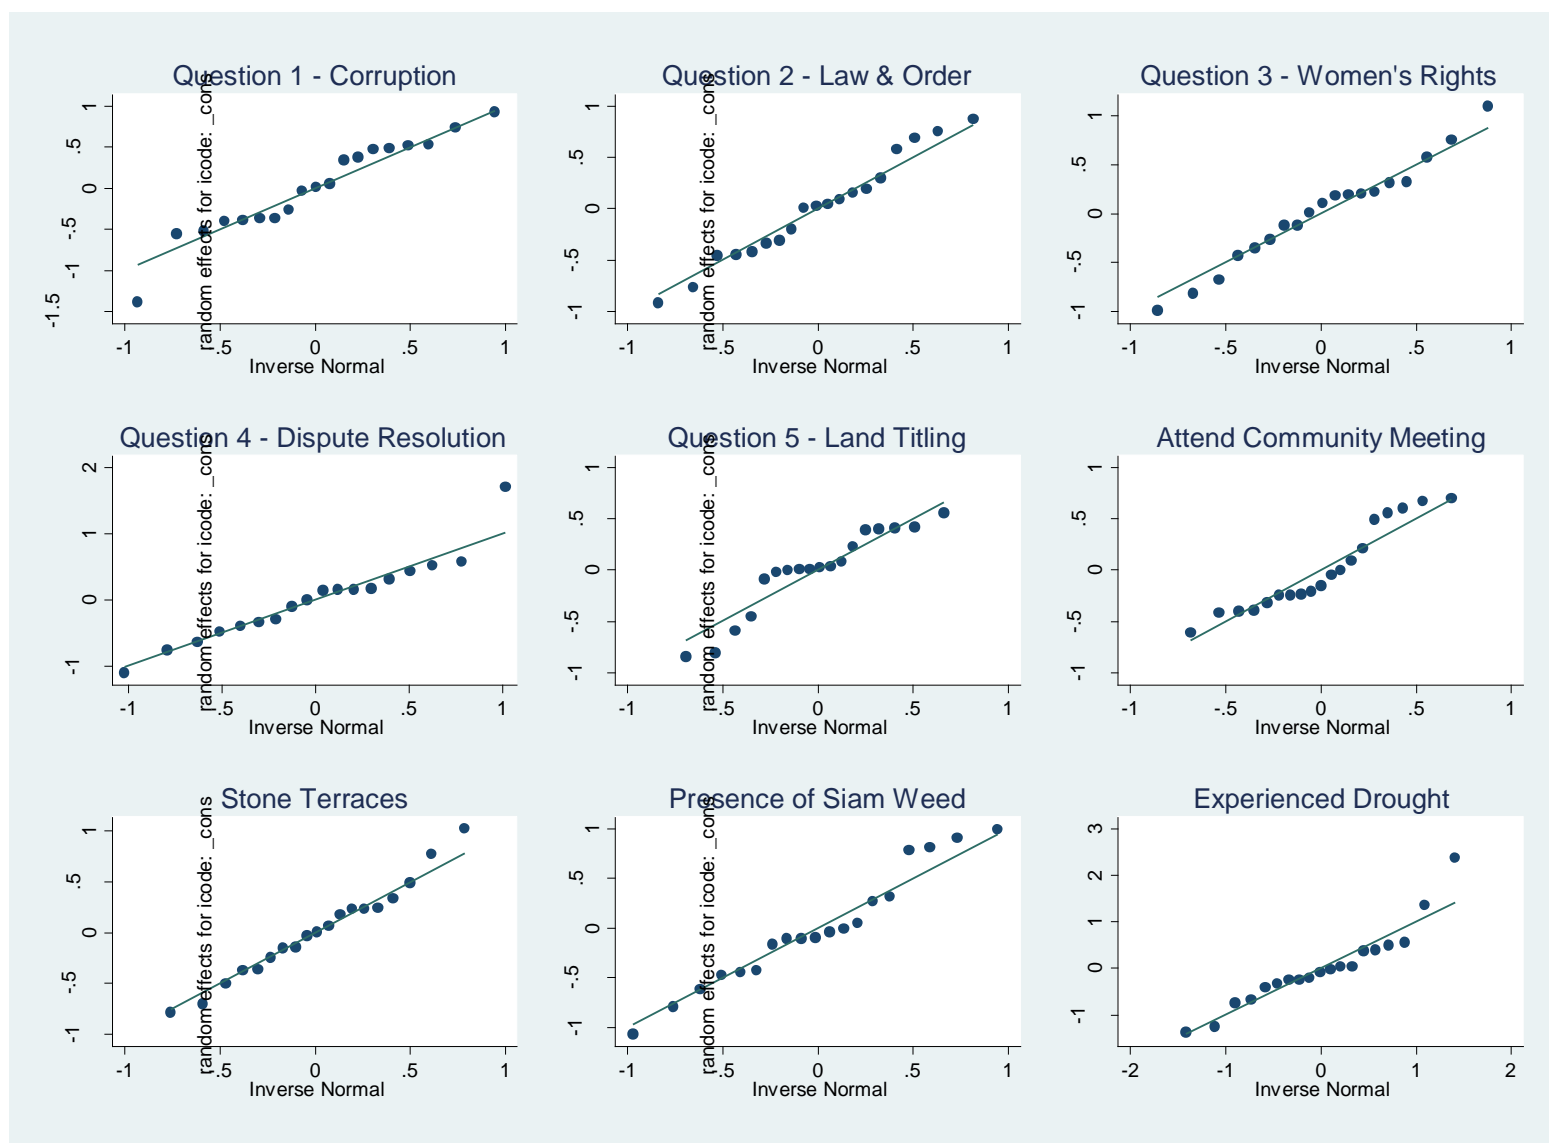 Question 1 - Corruption
random effects for icode: _cons
1
.5
0
-.5
-1
-1.5
-1 -.5 0 .5 1
Inverse Normal
Question 2 - Law & Order
random effects for icode: _cons
1
.5
0
-.5
-1
-1 -.5 0 .5 1
Inverse Normal
Question 3 - Women's Rights
1
.5
0
-.5
-1
-1 -.5 0 .5 1
Inverse Normal
Question 4 - Dispute Resolution
random effects for icode: _cons
2
1
0
-1
-1 -.5 0 .5 1
Inverse Normal
Question 5 - Land Titling
random effects for icode: _cons
1
.5
0
-.5
-1
-1 -.5 0 .5 1
Inverse Normal
Attend Community Meeting
1
.5
0
-.5
-1
-1 -.5 0 .5 1
Inverse Normal
Stone Terraces
random effects for icode: _cons
1
.5
0
-.5
-1
-1 -.5 0 .5 1
Inverse Normal
Presence of Siam Weed
random effects for icode: _cons
1
.5
0
-.5
-1
-1 -.5 0 .5 1
Inverse Normal
Experienced Drought
3
2
1
0
-1
-2 -1 0 1 2
Inverse Normal